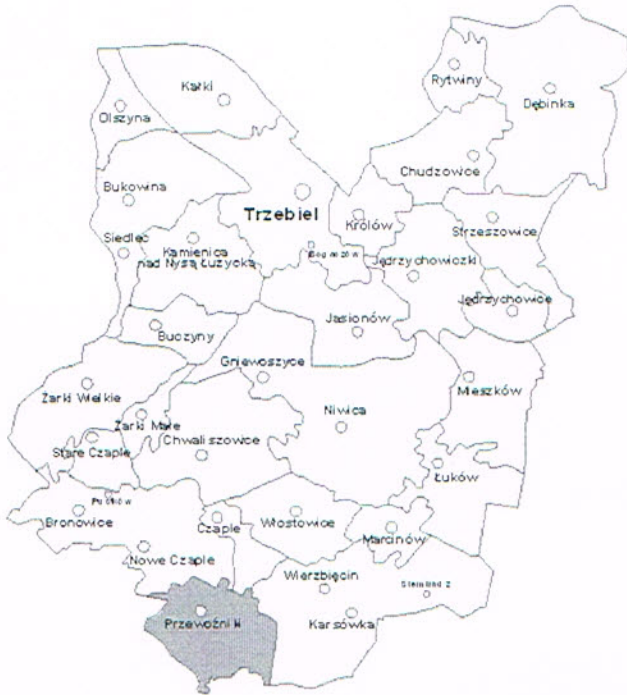 Rytwiny
Dębinka
Kałki
Olszyna
Chudzowice
Bukowina
Trzebiel
Królów
Strzeszowice
Siedlec
Kamienica
nad Nysą Łużycką
Jędrzychowiczki
Jędrzychowice
Jasionów
Buczyny
Gniewoszyce
Mieszków
Żarki Wielkie
Niwica
Żarki Małe
Chwaliszowice
Stare Czaple
Łuków
Bronowice
Czaple
Włostowice
Marcinów
Nowe Czaple
Wierzbięcin
Przewoźniki
Karsówka